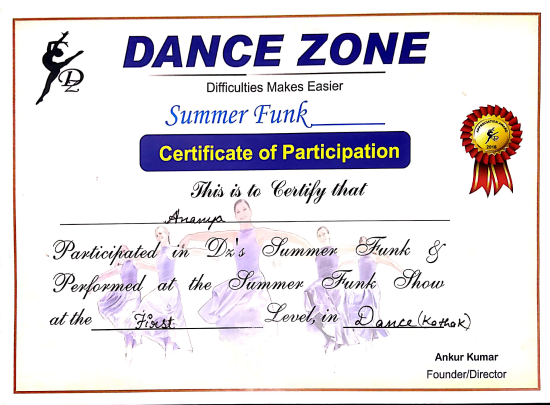 DANCE ZONE
DZ
Difficulties Makes Easier
Summer Funk
Certificate of Participation
This is to Certify that
Ananya
Participated in Dz's Summer Funk &
Performed at the Summer Funk Show
at the First Level, in Dance (Kathak)
Ankur Kumar
Founder/Director
2018